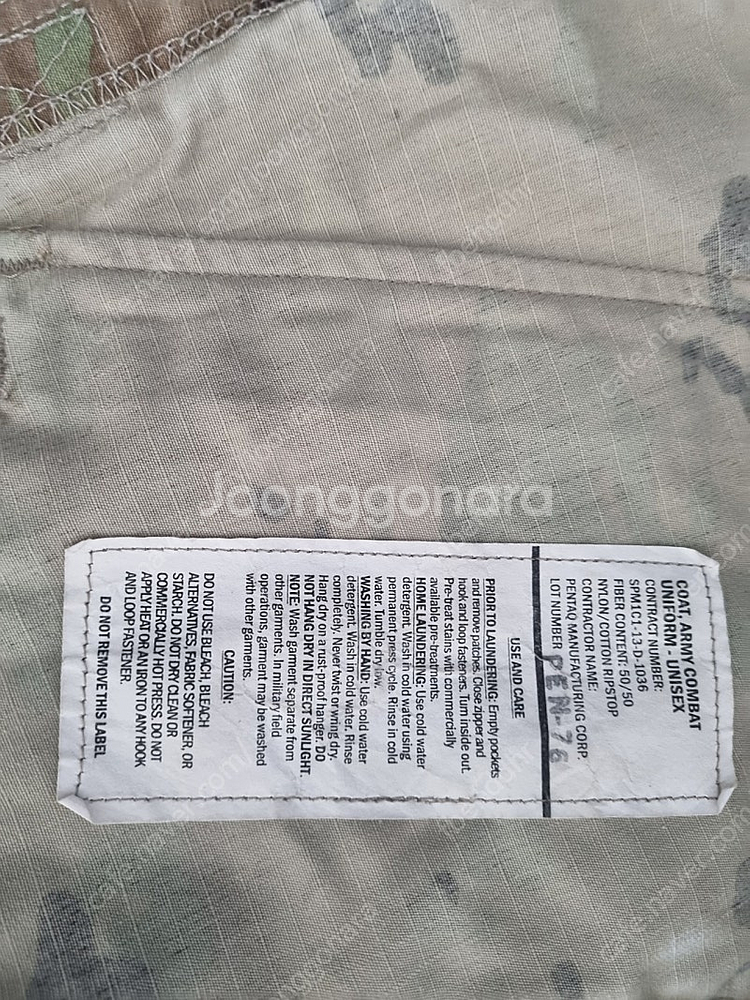 COAT, ARMY COMBAT
UNIFORM - UNISEX
CONTRACT NUMBER:
SPM1C1-13-D-1036
FIBER CONTENT: 50/50
NYLON/COTTON RIPSTOP
CONTRACTOR NAME:
PENTAQ MANUFACTURING CORP.
LOT NUMBER PEN-76
USE AND CARE
PRIOR TO LAUNDERING: Empty pockets
and remove patches. Close zipper and
hook and loop fasteners. Turn inside out.
Pre-treat stains with commercially
available pre-treatments.
HOME LAUNDERING: Use cold water
detergent. Wash in cold water using
permanent press cycle. Rinse in cold
water. Tumble dry low.
WASHING BY HAND: Use cold water
detergent. Wash in cold water. Rinse
completely. Never twist or wring dry.
Hang dry on a rust-proof hanger. DO
NOT HANG DRY IN DIRECT SUNLIGHT.
NOTE: Wash garment separate from
other garments. In military field
operations, garment may be washed
with other garments.
CAUTION:
DO NOT USE BLEACH, BLEACH
ALTERNATIVES, FABRIC SOFTENER, OR
STARCH. DO NOT DRY CLEAN OR
COMMERCIALLY HOT PRESS. DO NOT
APPLY HEAT OR AN IRON TO ANY HOOK
AND LOOP FASTENER.
DO NOT REMOVE THIS LABEL
Joonggonara
cafe.naver.com/joonggonara